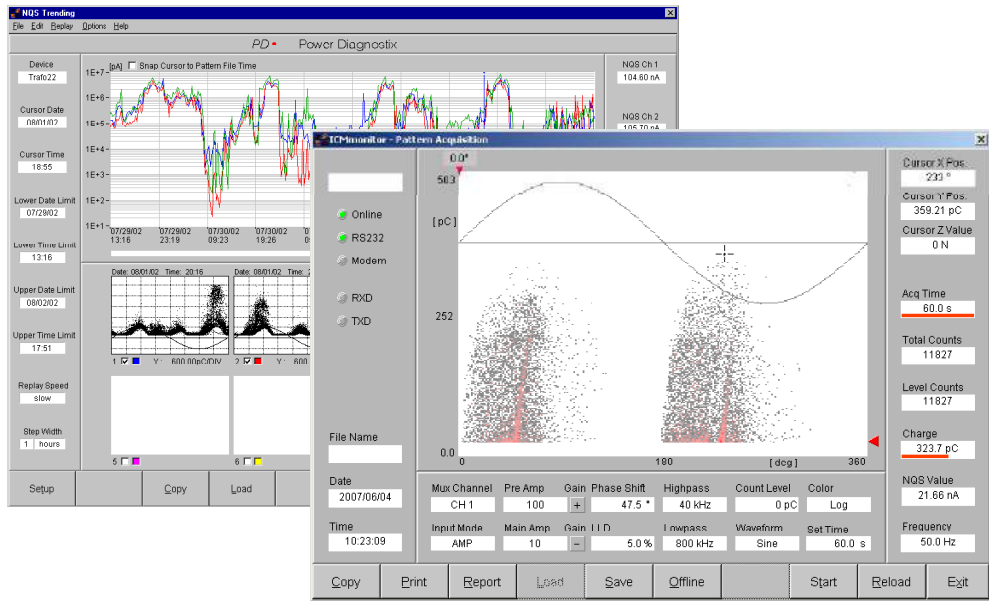 NQS Trending
File Edit Replay Options Help
PD Power Diagnostix
Device
Trafo22
Cursor Date
08/01/02
Cursor Time
18:55
Lower Date Limit
07/29/02
Lower Time Limit
13:16
Upper Date Limit
08/02/02
Upper Time Limit
17:51
Replay Speed
slow
Step Width
1 hours
[pA] Snap Cursor to Pattern File Time
1E+7
1E+6
1E+5
1E+4
1E+3
1E+2
1E+1
07/29/02 07/29/02 07/30/02 07/30/02
13:16 23:19 09:23 19:26
NQS Ch 1
104.60 nA
NQS Ch 2
105.70 nA
Date: 08/01/02 Time: 20:16 Date: 08/01/02 Time:
1 Y: 600.00pC/DIV 2 Y: 600
5 6
Setup Copy Load
ICMmonitor - Pattern Acquisition
Online
RS232
Modem
RXD
TXD
File Name
Date
2007/06/04
Time
10:23:09
0.0°
503
[pC]
252
0.0
0 180 [deg] 360
Cursor X Pos.
233 °
Cursor Y Pos.
359.21 pC
Cursor Z Value
0 N
Acq Time
60.0 s
Total Counts
11827
Level Counts
11827
Charge
323.7 pC
NQS Value
21.66 nA
Frequency
50.0 Hz
Mux Channel Pre Amp Gain Phase Shift Highpass Count Level Color
CH 1 100 + 47.5 ° 40 kHz 0 pC Log
Input Mode Main Amp Gain LLD Lowpass Waveform Set Time
AMP 10 − 5.0 % 800 kHz Sine 60.0 s
Copy Print Report Load Save Offline Start Reload Exit